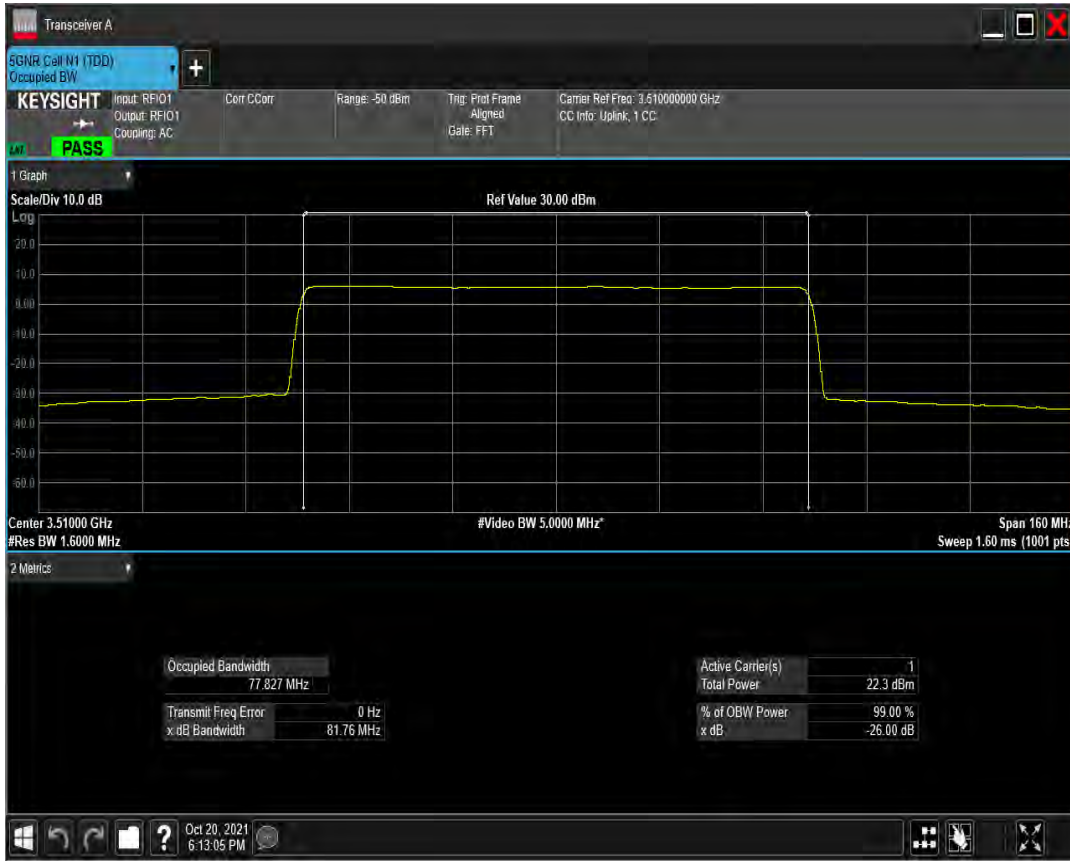 Transceiver A
5GNR Cell N1 (TDD)
Occupied BW
+
KEYSIGHT
Input: RFIO1
Output: RFIO1
Coupling: AC
Corr CCorr
Range: -50 dBm
Trig: Prot Frame
Aligned
Gate: FFT
Carrier Ref Freq: 3.510000000 GHz
CC Info: Uplink, 1 CC
PASS
1 Graph
Scale/Div 10.0 dB
Ref Value 30.00 dBm
Log
20.0
10.0
0.00
-10.0
-20.0
-30.0
-40.0
-50.0
-60.0
Center 3.51000 GHz
#Video BW 5.0000 MHz*
Span 160 MHz
#Res BW 1.6000 MHz
Sweep 1.60 ms (1001 pts
2 Metrics
Occupied Bandwidth
77.827 MHz
Transmit Freq Error 0 Hz
x dB Bandwidth 81.76 MHz
Active Carrier(s) 1
Total Power 22.3 dBm
% of OBW Power 99.00 %
x dB -26.00 dB
?
Oct 20, 2021
6:13:05 PM